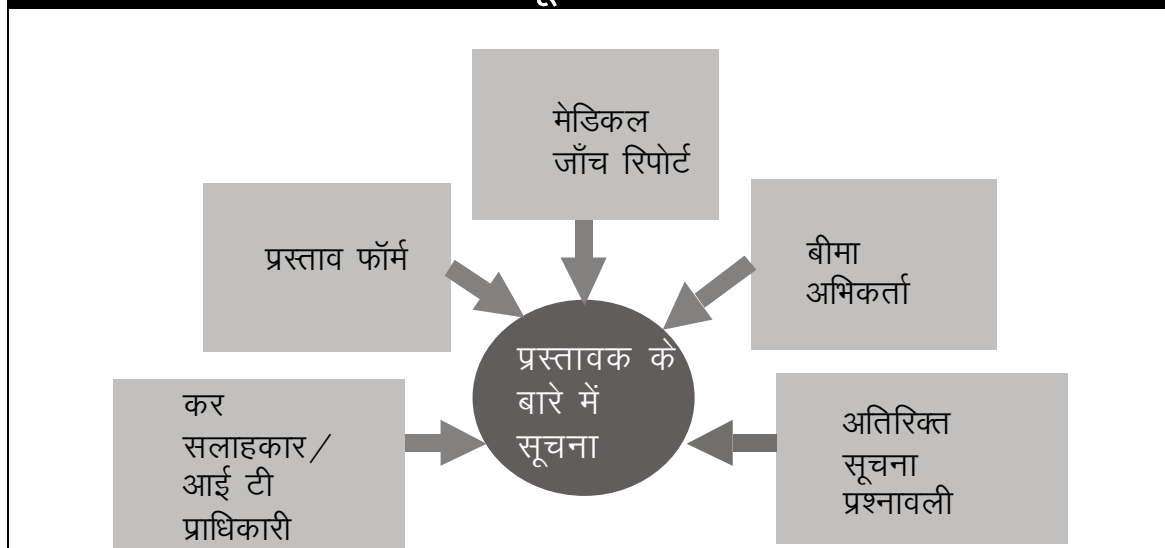 मेडिकल
जाँच रिपोर्ट
प्रस्ताव फॉर्म
बीमा
अभिकर्ता
प्रस्तावक के
बारे में
सूचना
कर
सलाहकार/
आई टी
प्राधिकारी
अतिरिक्त
सूचना
प्रश्नावली